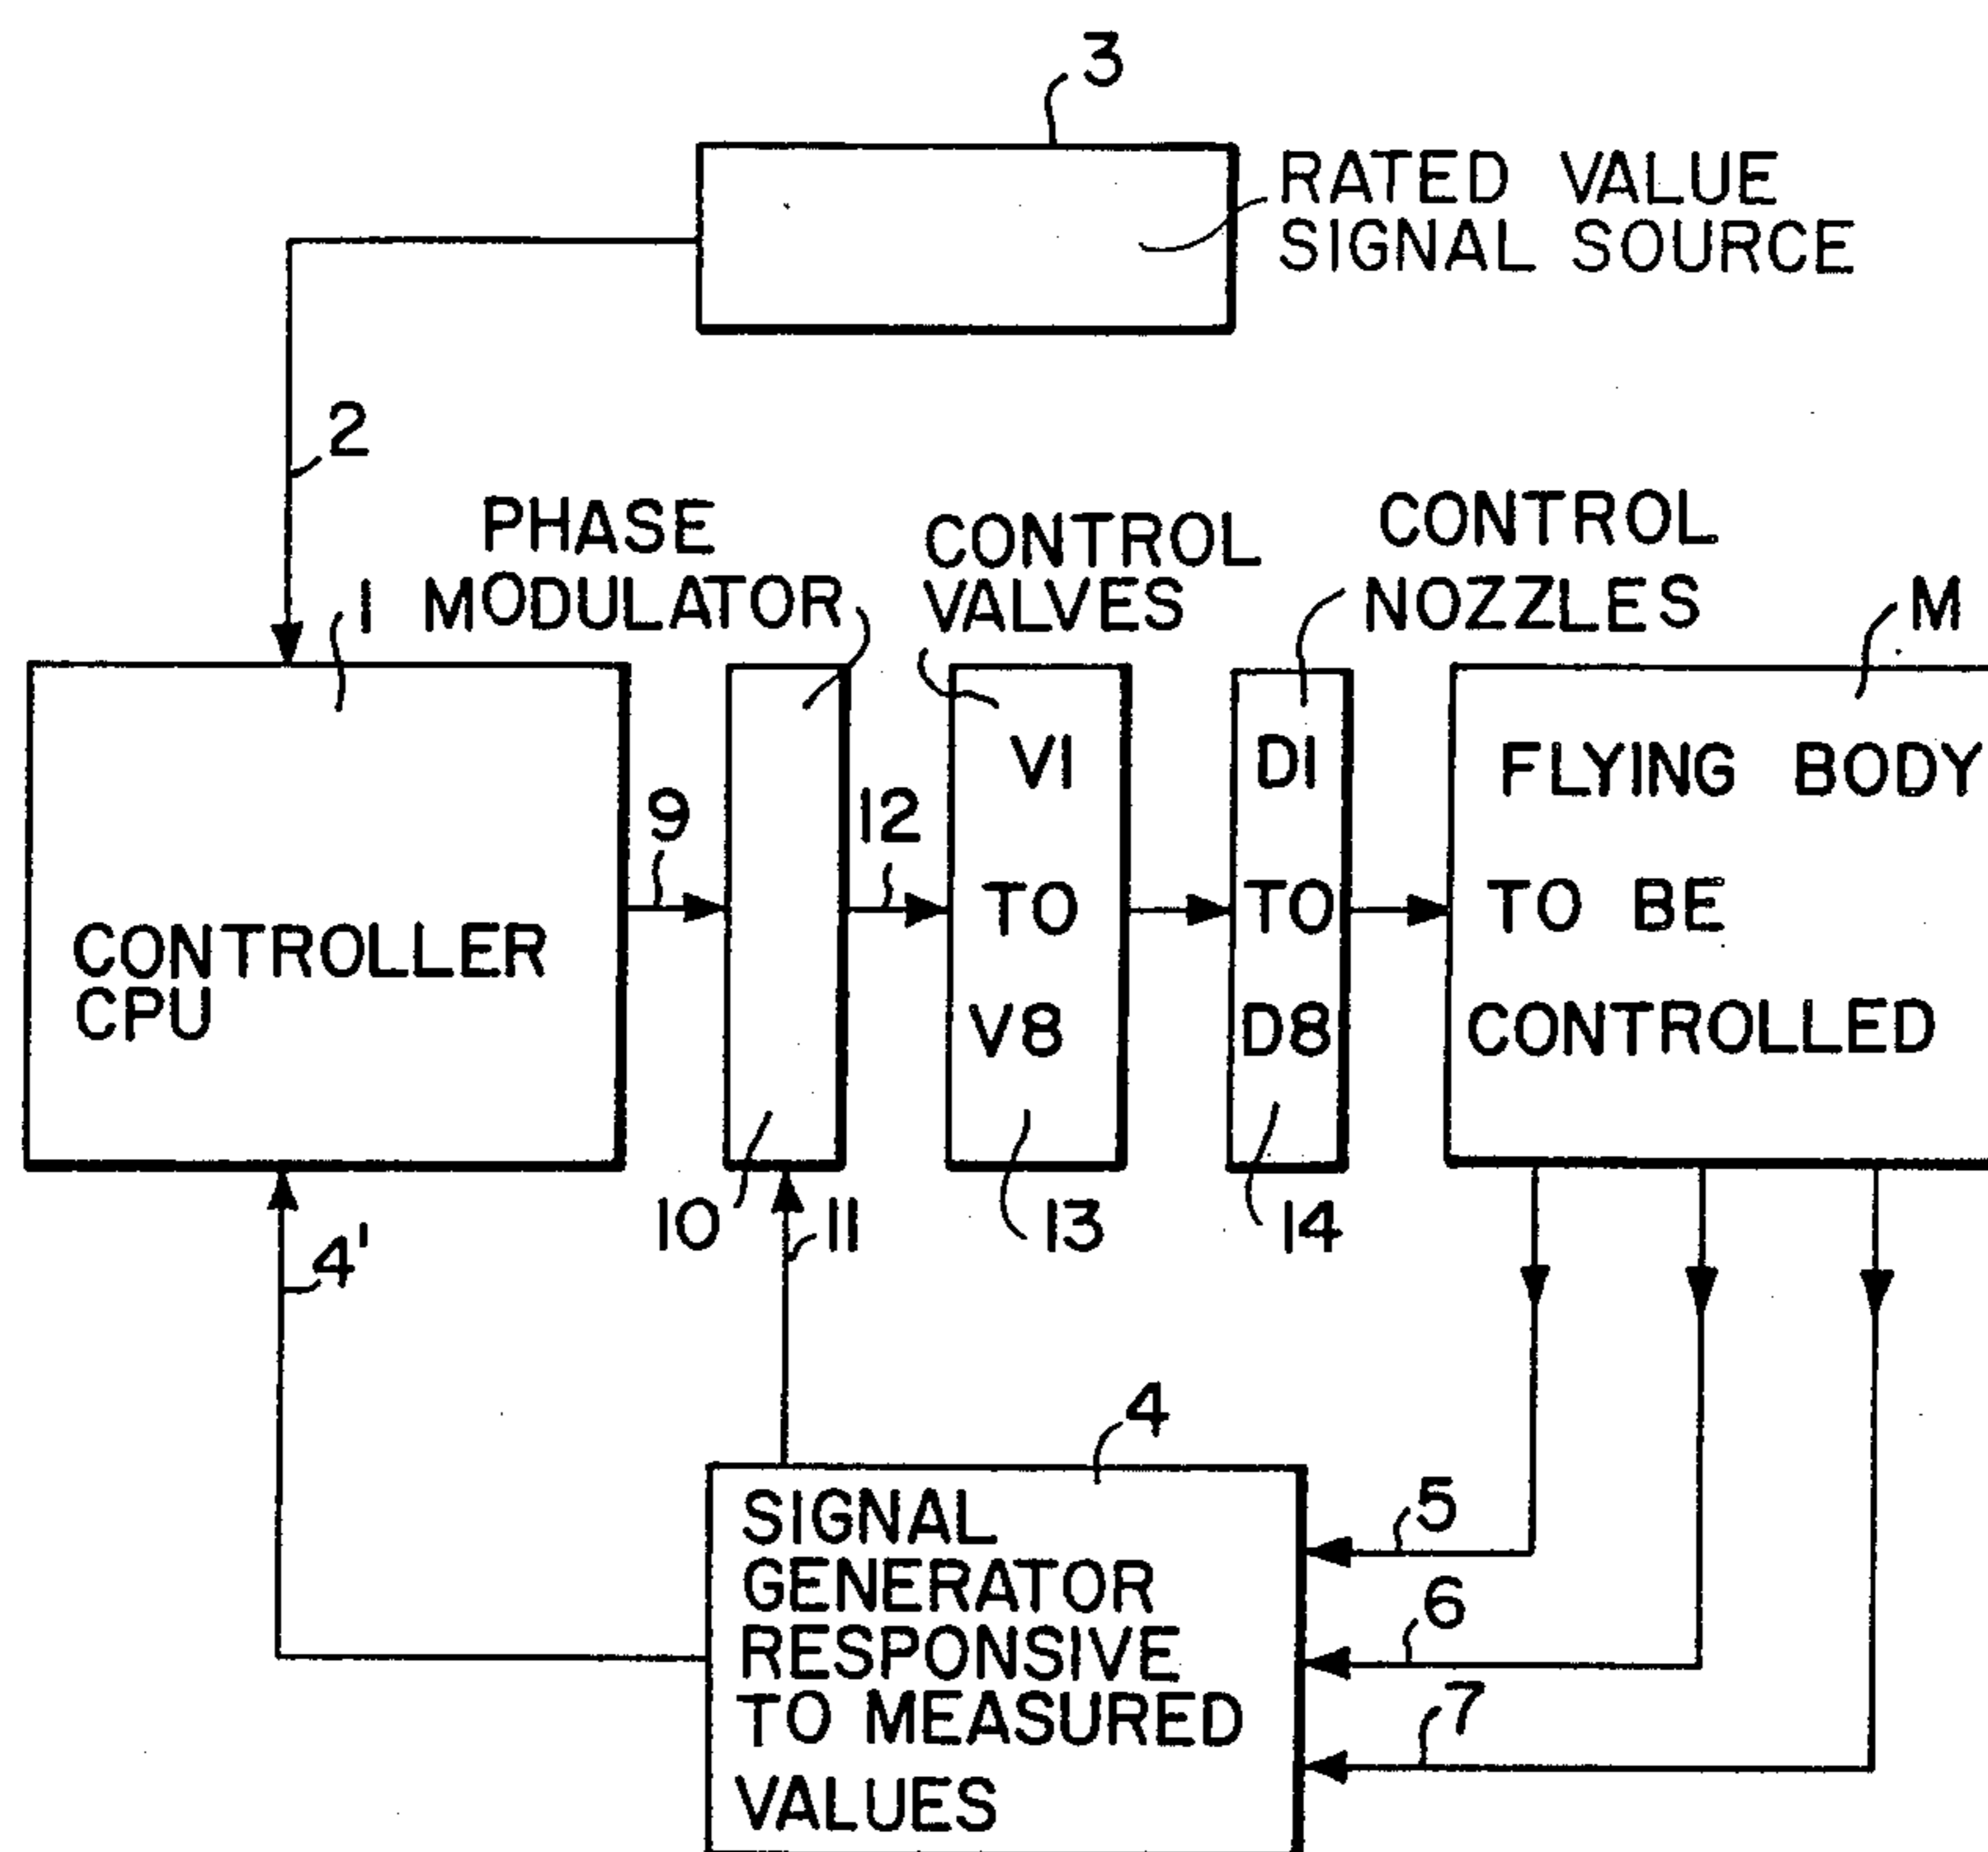 3
RATED VALUE
SIGNAL SOURCE
2
PHASE
MODULATOR
CONTROL
VALVES
CONTROL
NOZZLES
1
M
CONTROLLER
CPU
9
12
V1
TO
V8
D1
TO
D8
FLYING BODY
TO BE
CONTROLLED
10
11
13
14
4'
4
SIGNAL
GENERATOR
RESPONSIVE
TO MEASURED
VALUES
5
6
7